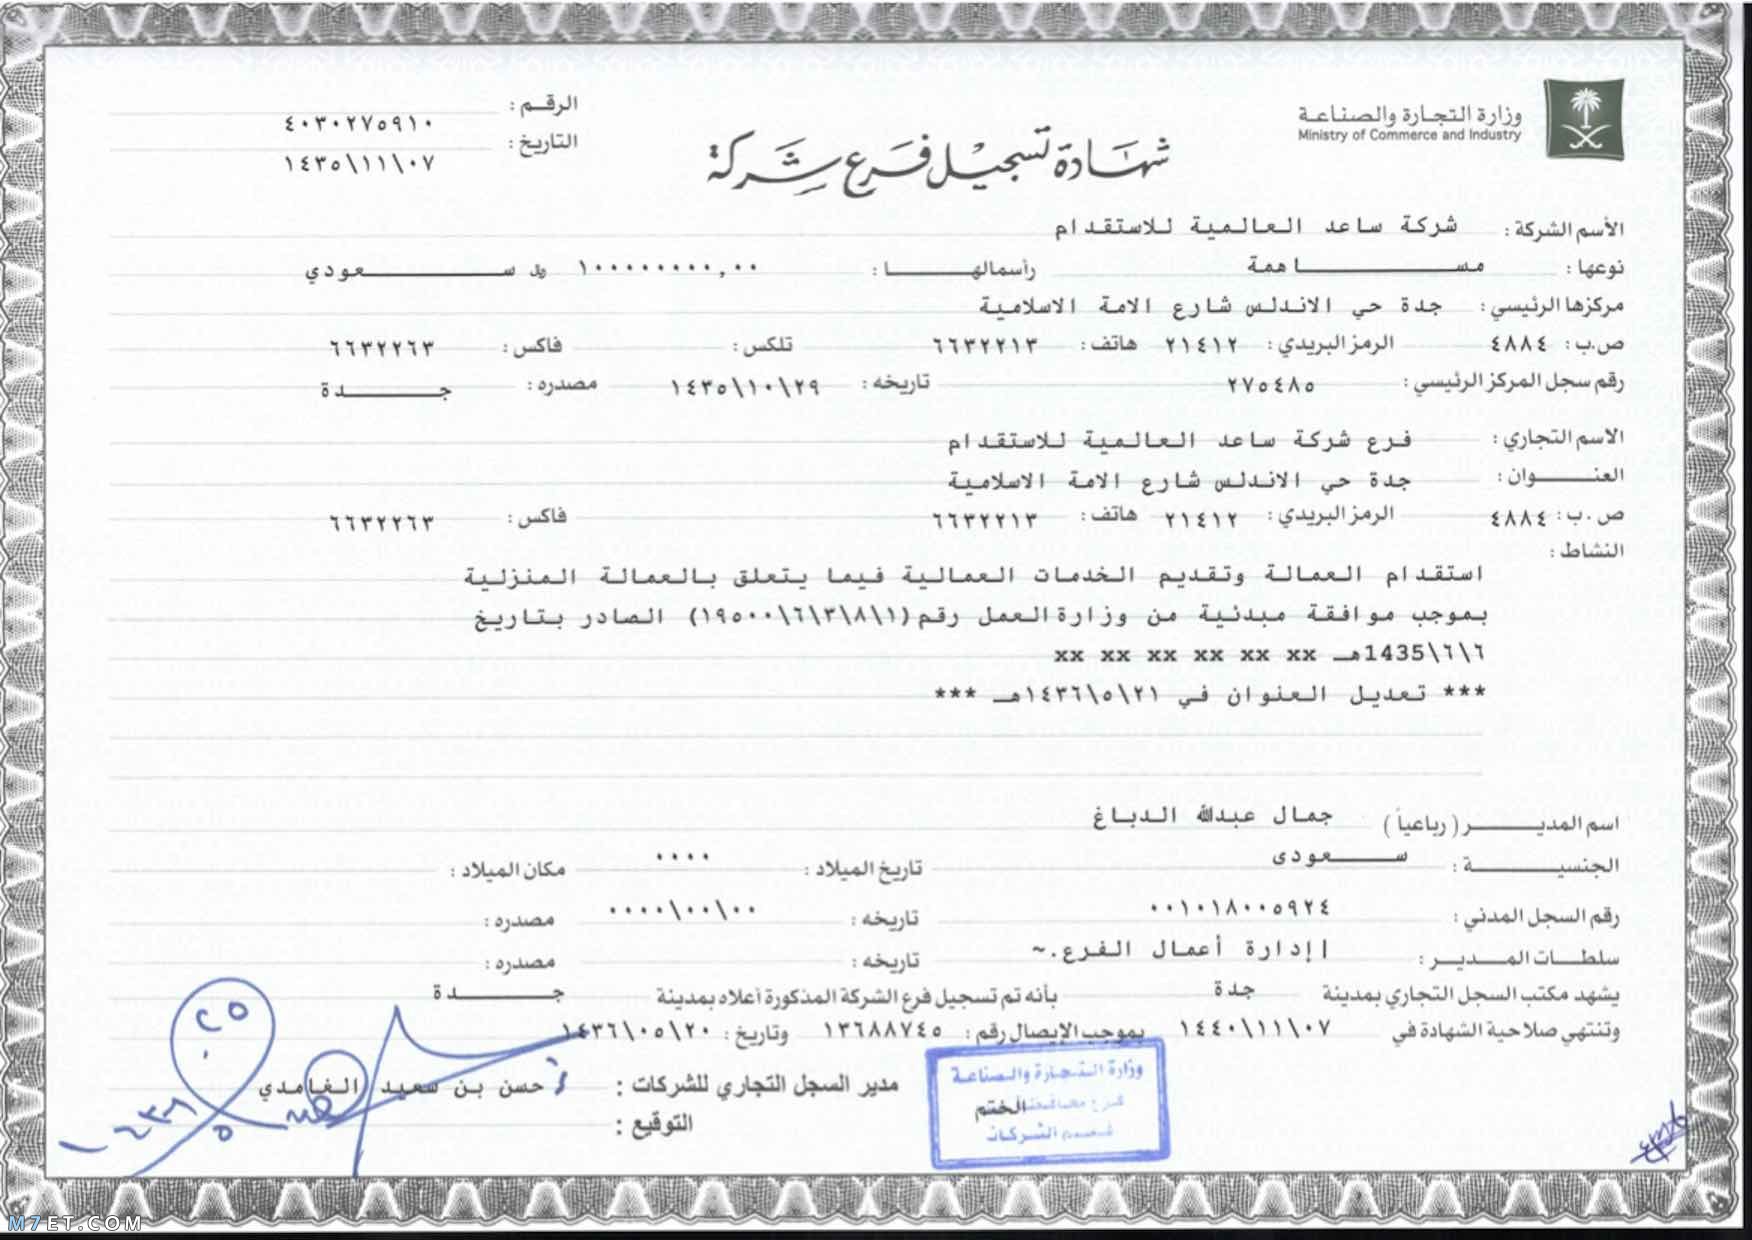 وزارة التجارة والصناعة
Ministry of Commerce and Industry
الرقم : ٤٠٣٠٢٧٥٩١٠
التاريخ : ١٤٣٥\١١\٠٧
شهادة تسجيل فرع شركة
الأسم الشركة : شركة ساعد العالمية للاستقدام
نوعها : مساهمة رأسمالها : ١٠٠٠٠٠٠٠٠,٠٠ ريال سعودي
مركزها الرئيسي : جدة حي الاندلس شارع الامة الاسلامية
ص.ب : ٤٨٨٤ الرمز البريدي : ٢١٤١٢ هاتف : ٦٦٣٢٢١٣ تلكس : فاكس : ٦٦٣٢٢٦٣
رقم سجل المركز الرئيسي : ٢٧٥٤٨٥ تاريخه : ١٤٣٥\١٠\٢٩ مصدره : جدة
الاسم التجاري : فرع شركة ساعد العالمية للاستقدام
العنوان : جدة حي الاندلس شارع الامة الاسلامية
ص.ب : ٤٨٨٤ الرمز البريدي : ٢١٤١٢ هاتف : ٦٦٣٢٢١٣ فاكس : ٦٦٣٢٢٦٣
النشاط :
استقدام العمالة وتقديم الخدمات العمالية فيما يتعلق بالعمالة المنزلية
بموجب موافقة مبدئية من وزارة العمل رقم (١\٨\٣\٦\١٩٥٠٠) الصادر بتاريخ
1435\٦\٦هـ xx xx xx xx xx xx
*** تعديل العنوان في ١٤٣٦\٥\٢١هـ ***
اسم المدير ( رباعياً ) جمال عبدالله الدباغ
الجنسية : سعودى تاريخ الميلاد : ٠٠٠٠ مكان الميلاد :
رقم السجل المدني : ٠٠١٠١٨٠٠٥٩٢٤ تاريخه : ٠٠٠٠\٠٠\٠٠ مصدره :
سلطات المدير : |إدارة أعمال الفرع.~ تاريخه : مصدره :
يشهد مكتب السجل التجاري بمدينة جدة بأنه تم تسجيل فرع الشركة المذكورة أعلاه بمدينة جدة
وتنتهي صلاحية الشهادة في ١٤٤٠\١١\٠٧ بموجب الإيصال رقم : ١٣٦٨٨٧٤٥ وتاريخ : ١٤٣٦\٠٥\٢٠
مدير السجل التجاري للشركات : حسن بن سعيد الغامدي
التوقيع :
وزارة التجارة والصناعة
الختم
قسم الشركات
M7ET.COM